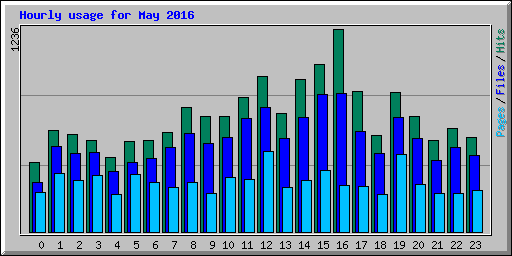 Hourly usage for May 2016
1236
Pages/Files/Hits
0 1 2 3 4 5 6 7 8 9 10 11 12 13 14 15 16 17 18 19 20 21 22 23